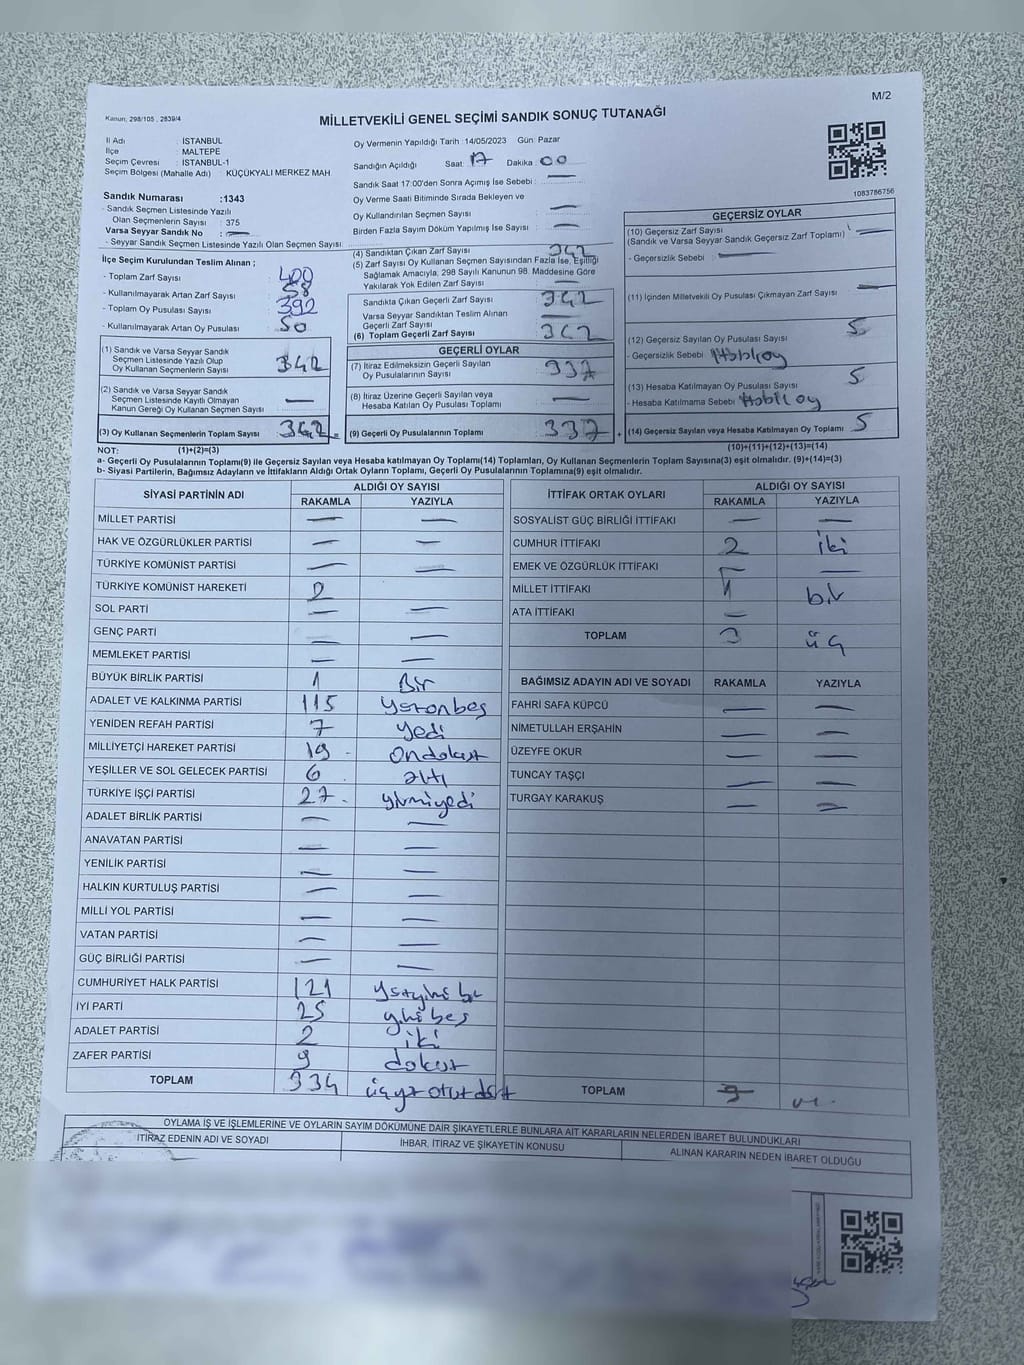 M/2
Kanun, 298/105 , 2839/4
MİLLETVEKİLİ GENEL SEÇİMİ SANDIK SONUÇ TUTANAĞI
İl Adı : İSTANBUL
İlçe : MALTEPE
Seçim Çevresi : İSTANBUL-1
Seçim Bölgesi (Mahalle Adı) : KÜÇÜKYALI MERKEZ MAH.
Sandık Numarası :1343
- Sandık Seçmen Listesinde Yazılı
Olan Seçmenlerin Sayısı : 375
Varsa Seyyar Sandık No : —
- Seyyar Sandık Seçmen Listesinde Yazılı Olan Seçmen Sayısı:
Oy Vermenin Yapıldığı Tarih :14/05/2023 Gün: Pazar
Sandığın Açıldığı Saat: 17 Dakika : 00
Sandık Saat 17:00'den Sonra Açımış İse Sebebi : —
Oy Verme Saati Bitiminde Sırada Bekleyen ve
Oy Kullandırılan Seçmen Sayısı : —
Birden Fazla Sayım Döküm Yapılmış İse Sayısı : —
1083786756
İlçe Seçim Kurulundan Teslim Alınan ;
- Toplam Zarf Sayısı : 400
- Kullanılmayarak Artan Zarf Sayısı : 58
- Toplam Oy Pusulası Sayısı : 392
- Kullanılmayarak Artan Oy Pusulası : 50
(1) Sandık ve Varsa Seyyar Sandık
Seçmen Listesinde Yazılı Olup
Oy Kullanan Seçmenlerin Sayısı : 342
(2) Sandık ve Varsa Seyyar Sandık
Seçmen Listesinde Kayıtlı Olmayan
Kanun Gereği Oy Kullanan Seçmen Sayısı : —
(3) Oy Kullanan Seçmenlerin Toplam Sayısı : 342 =
(4) Sandıktan Çıkan Zarf Sayısı : 342
(5) Zarf Sayısı Oy Kullanan Seçmen Sayısından Fazla İse, Eşitliği
Sağlamak Amacıyla, 298 Sayılı Kanunun 98. Maddesine Göre
Yakılarak Yok Edilen Zarf Sayısı : —
Sandıkta Çıkan Geçerli Zarf Sayısı : 342
Varsa Seyyar Sandıktan Teslim Alınan
Geçerli Zarf Sayısı : —
(6) Toplam Geçerli Zarf Sayısı : 342
GEÇERLİ OYLAR
(7) İtiraz Edilmeksizin Geçerli Sayılan
Oy Pusulalarının Sayısı : 337
(8) İtiraz Üzerine Geçerli Sayılan veya
Hesaba Katılan Oy Pusulası Toplamı : —
(9) Geçerli Oy Pusulalarının Toplamı : 337 +
GEÇERSİZ OYLAR
(10) Geçersiz Zarf Sayısı : —
(Sandık ve Varsa Seyyar Sandık Geçersiz Zarf Toplamı)
- Geçersizlik Sebebi : —
(11) İçinden Milletvekili Oy Pusulası Çıkmayan Zarf Sayısı : —
(12) Geçersiz Sayılan Oy Pusulası Sayısı : 5
- Geçersizlik Sebebi :
(13) Hesaba Katılmayan Oy Pusulası Sayısı : 5
- Hesaba Katılmama Sebebi :
(14) Geçersiz Sayılan veya Hesaba Katılmayan Oy Toplamı : 5
NOT: (1)+(2)=(3) (10)+(11)+(12)+(13)=(14)
a- Geçerli Oy Pusulalarının Toplamı(9) ile Geçersiz Sayılan veya Hesaba katılmayan Oy Toplamı(14) Toplamları, Oy Kullanan Seçmenlerin Toplam Sayısına(3) eşit olmalıdır. (9)+(14)=(3)
b- Siyasi Partilerin, Bağımsız Adayların ve İttifakların Aldığı Ortak Oyların Toplamı, Geçerli Oy Pusulalarının Toplamına(9) eşit olmalıdır.
SİYASİ PARTİNİN ADI ALDIĞI OY SAYISI
RAKAMLA YAZIYLA
MİLLET PARTİSİ — —
HAK VE ÖZGÜRLÜKLER PARTİSİ — —
TÜRKİYE KOMÜNİST PARTİSİ — —
TÜRKİYE KOMÜNİST HAREKETİ 2
SOL PARTİ — —
GENÇ PARTİ — —
MEMLEKET PARTİSİ — —
BÜYÜK BİRLİK PARTİSİ 1 Bir
ADALET VE KALKINMA PARTİSİ 115 yüzonbeş
YENİDEN REFAH PARTİSİ 7 yedi
MİLLİYETÇİ HAREKET PARTİSİ 19 ondokuz
YEŞİLLER VE SOL GELECEK PARTİSİ 6 altı
TÜRKİYE İŞÇİ PARTİSİ 27 yirmiyedi
ADALET BİRLİK PARTİSİ — —
ANAVATAN PARTİSİ — —
YENİLİK PARTİSİ — —
HALKIN KURTULUŞ PARTİSİ — —
MİLLİ YOL PARTİSİ — —
VATAN PARTİSİ — —
GÜÇ BİRLİĞİ PARTİSİ — —
CUMHURİYET HALK PARTİSİ 121
İYİ PARTİ 25
ADALET PARTİSİ 2 iki
ZAFER PARTİSİ 9 dokuz
TOPLAM 334
İTTİFAK ORTAK OYLARI ALDIĞI OY SAYISI
RAKAMLA YAZIYLA
SOSYALİST GÜÇ BİRLİĞİ İTTİFAKI — —
CUMHUR İTTİFAKI 2 iki
EMEK VE ÖZGÜRLÜK İTTİFAKI —
MİLLET İTTİFAKI 1 bir
ATA İTTİFAKI —
TOPLAM 3 üç
BAĞIMSIZ ADAYIN ADI VE SOYADI RAKAMLA YAZIYLA
FAHRİ SAFA KÜPCÜ — —
NİMETULLAH ERŞAHİN — —
ÜZEYFE OKUR — —
TUNCAY TAŞÇI — —
TURGAY KARAKUŞ — —
TOPLAM
OYLAMA İŞ VE İŞLEMLERİNE VE OYLARIN SAYIM DÖKÜMÜNE DAİR ŞİKAYETLERLE BUNLARA AİT KARARLARIN NELERDEN İBARET BULUNDUKLARI
İTİRAZ EDENİN ADI VE SOYADI İHBAR, İTİRAZ VE ŞİKAYETİN KONUSU ALINAN KARARIN NEDEN İBARET OLDUĞU